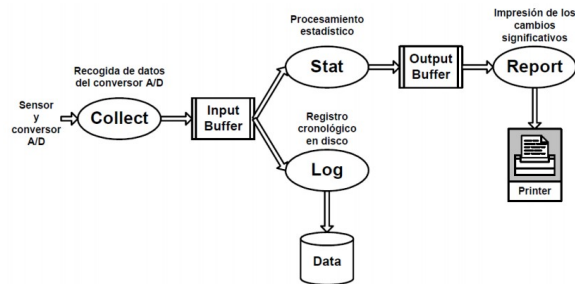 Sensor
y
conversor
A/D
Recogida de datos
del conversor A/D
Collect
Input
Buffer
Procesamiento
estadístico
Stat
Registro
cronológico
en disco
Log
Data
Output
Buffer
Impresión de los
cambios
significativos
Report
Printer